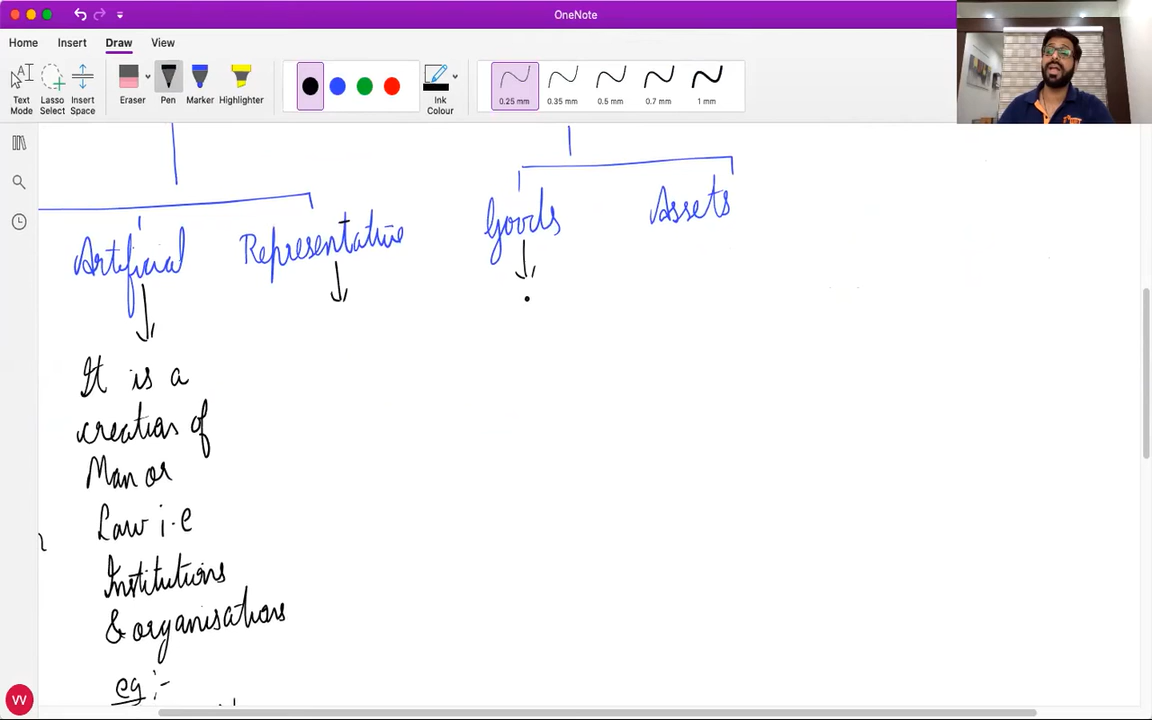 OneNote
Home Insert Draw View
Text Mode Lasso Select Insert Space Eraser Pen Marker Highlighter Ink Colour 0.25 mm 0.35 mm 0.5 mm 0.7 mm 1 mm
Artificial Representative Goods Assets
It is a
creation of
Man or
Law i.e
Institutions
& organisations
eg :-
VV